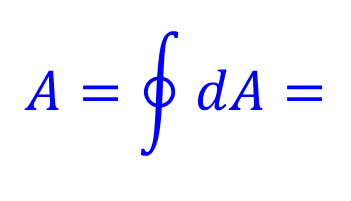 A = ∮ dA =